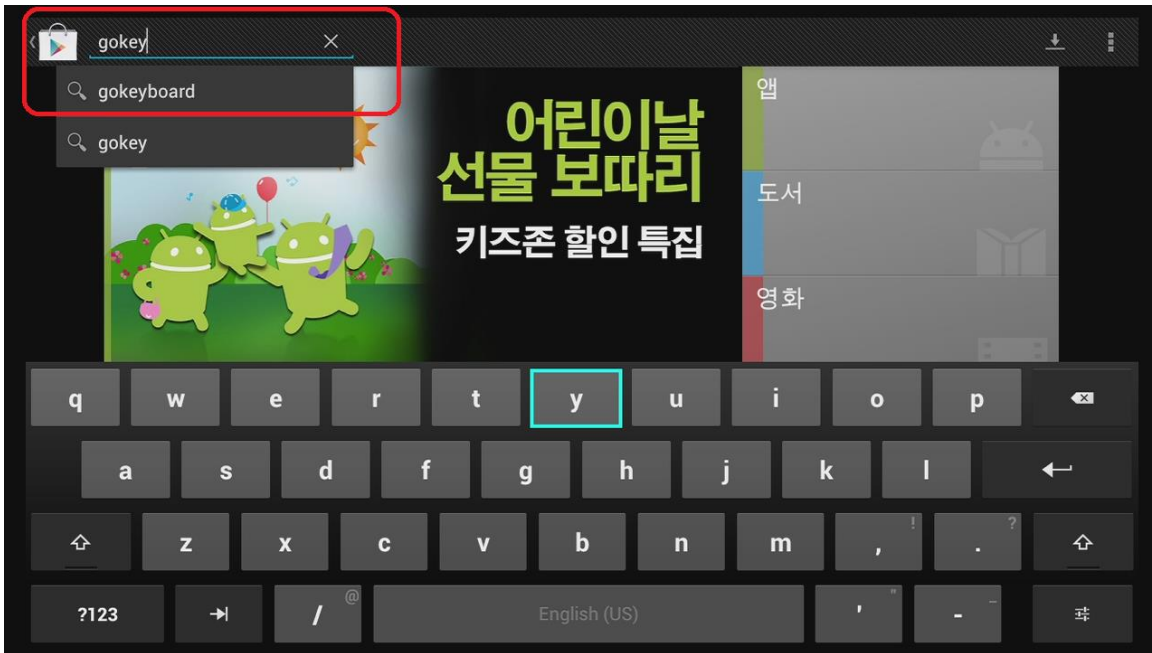 gokey
gokeyboard
gokey
어린이날
선물 보따리
키즈존 할인 특집
앱
도서
영화
q w e r t y u i o p
a s d f g h j k l
z x c v b n m , ! . ?
?123 / @ English (US) ' " - _